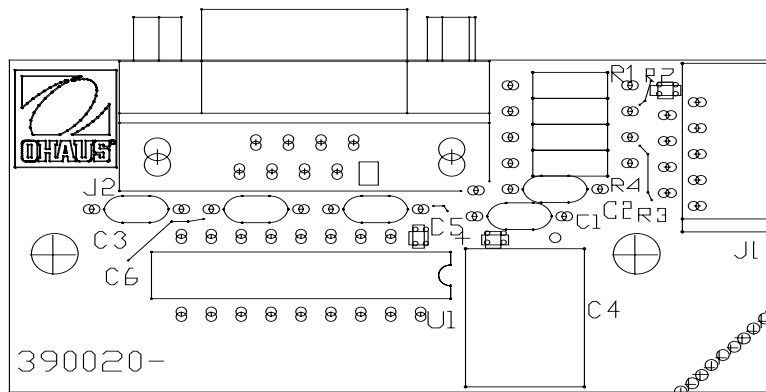 R1 R2
OHAUS
J2
R4
C3
C5
+
C1
C2
R3
C6
J1
U1
C4
390020-